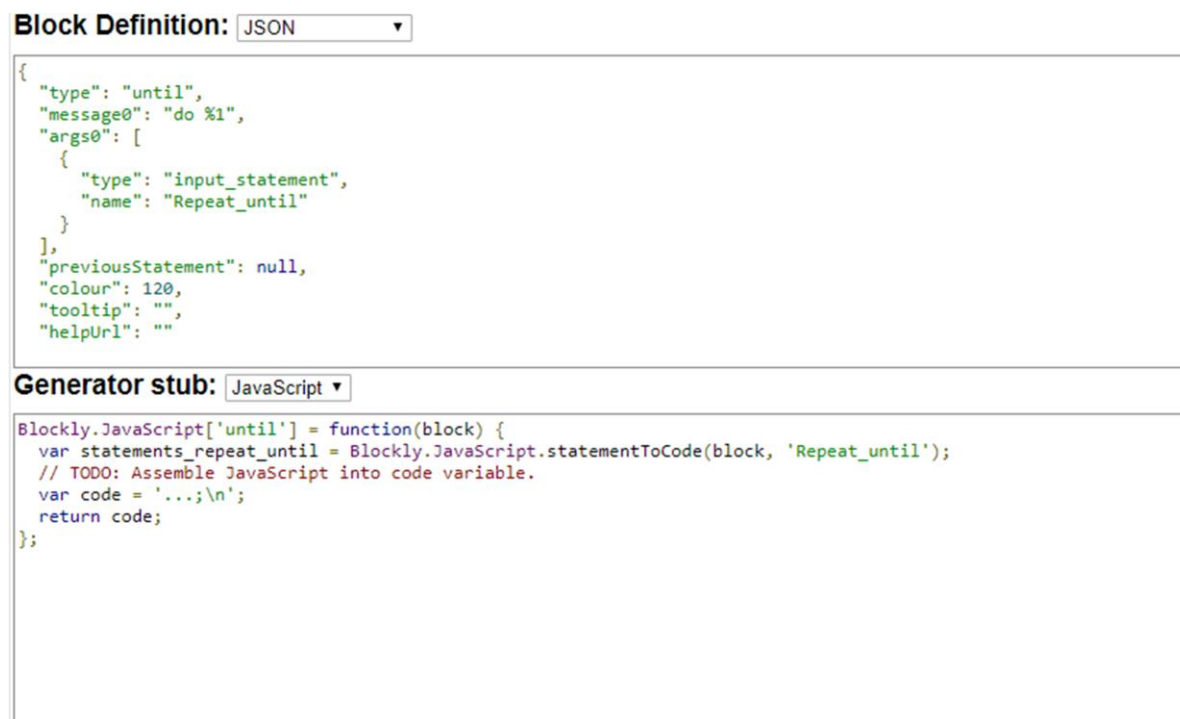 Block Definition: JSON
{
  "type": "until",
  "message0": "do %1",
  "args0": [
    {
      "type": "input_statement",
      "name": "Repeat_until"
    }
  ],
  "previousStatement": null,
  "colour": 120,
  "tooltip": "",
  "helpUrl": ""
Generator stub: JavaScript
Blockly.JavaScript['until'] = function(block) {
  var statements_repeat_until = Blockly.JavaScript.statementToCode(block, 'Repeat_until');
  // TODO: Assemble JavaScript into code variable.
  var code = '...;\n';
  return code;
};